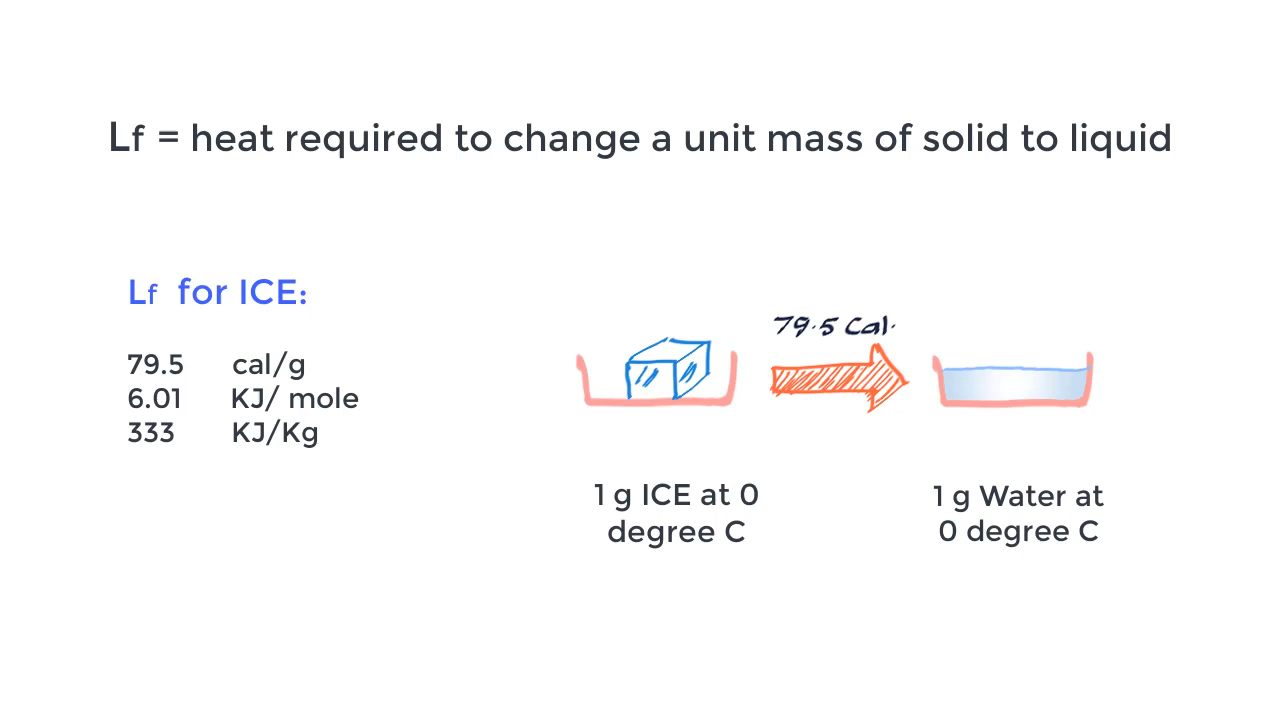 Lf = heat required to change a unit mass of solid to liquid
Lf for ICE:
79.5 cal/g
6.01 KJ/ mole
333 KJ/Kg
79.5 Cal.
1 g ICE at 0
degree C
1 g Water at
0 degree C